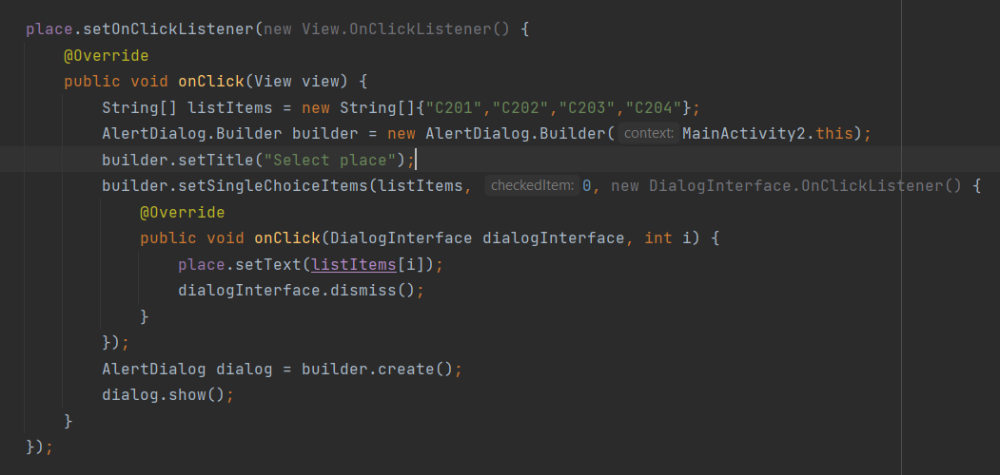 place.setOnClickListener(new View.OnClickListener() {
@Override
public void onClick(View view) {
String[] listItems = new String[]{"C201","C202","C203","C204"};
AlertDialog.Builder builder = new AlertDialog.Builder( context: MainActivity2.this);
builder.setTitle("Select place");
builder.setSingleChoiceItems(listItems, checkedItem: 0, new DialogInterface.OnClickListener() {
@Override
public void onClick(DialogInterface dialogInterface, int i) {
place.setText(listItems[i]);
dialogInterface.dismiss();
}
});
AlertDialog dialog = builder.create();
dialog.show();
}
});